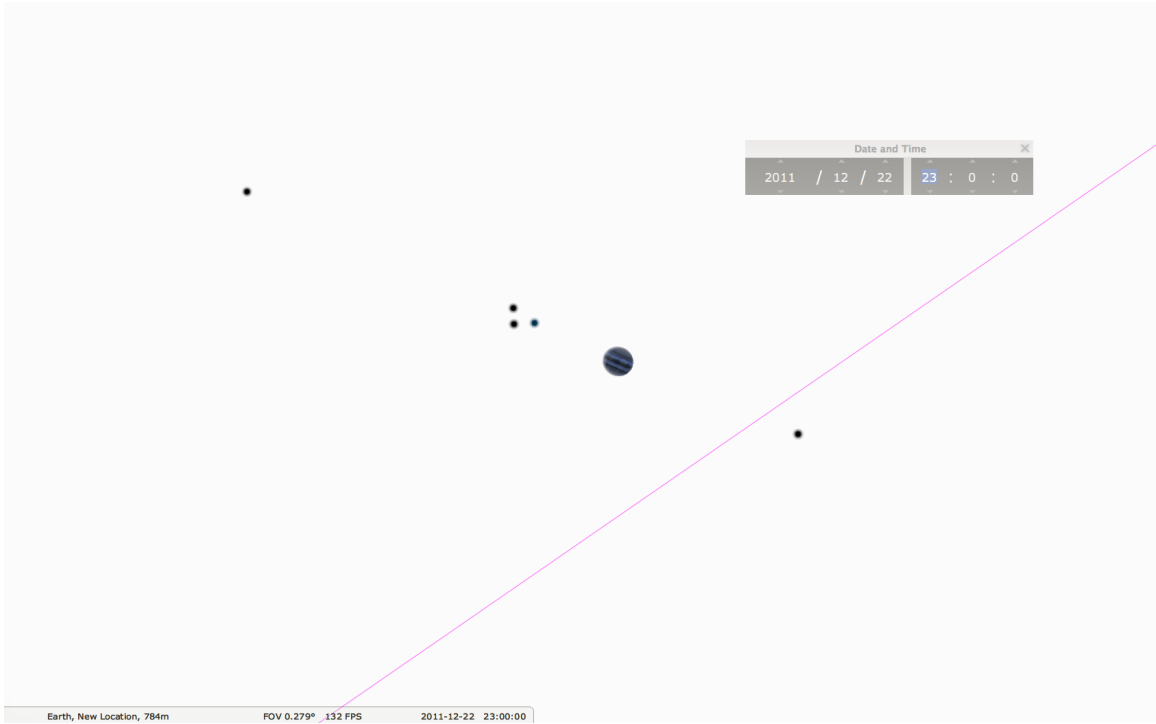 Date and Time
2011 / 12 / 22 23 : 0 : 0
Earth, New Location, 784m FOV 0.279° 132 FPS 2011-12-22 23:00:00